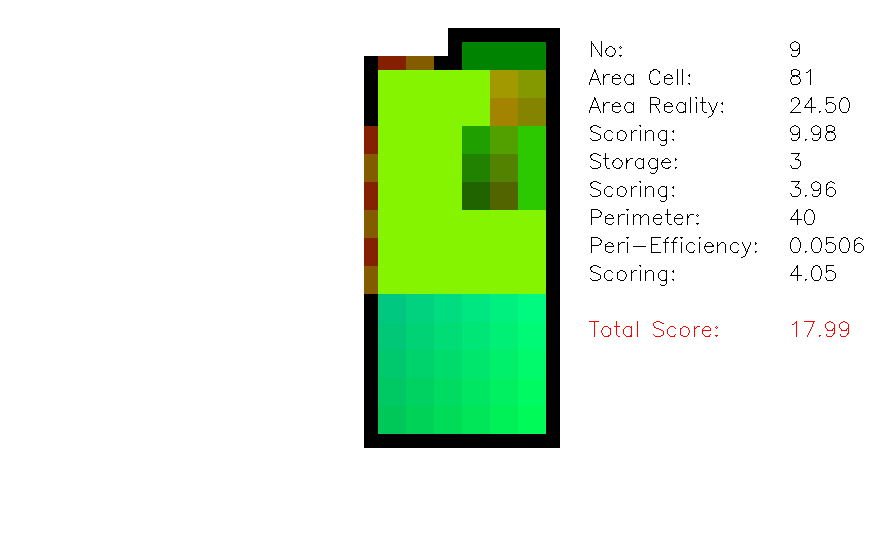 No: 9
Area Cell: 81
Area Reality: 24.50
Scoring: 9.98
Storage: 3
Scoring: 3.96
Perimeter: 40
Peri-Efficiency: 0.0506
Scoring: 4.05
Total Score: 17.99